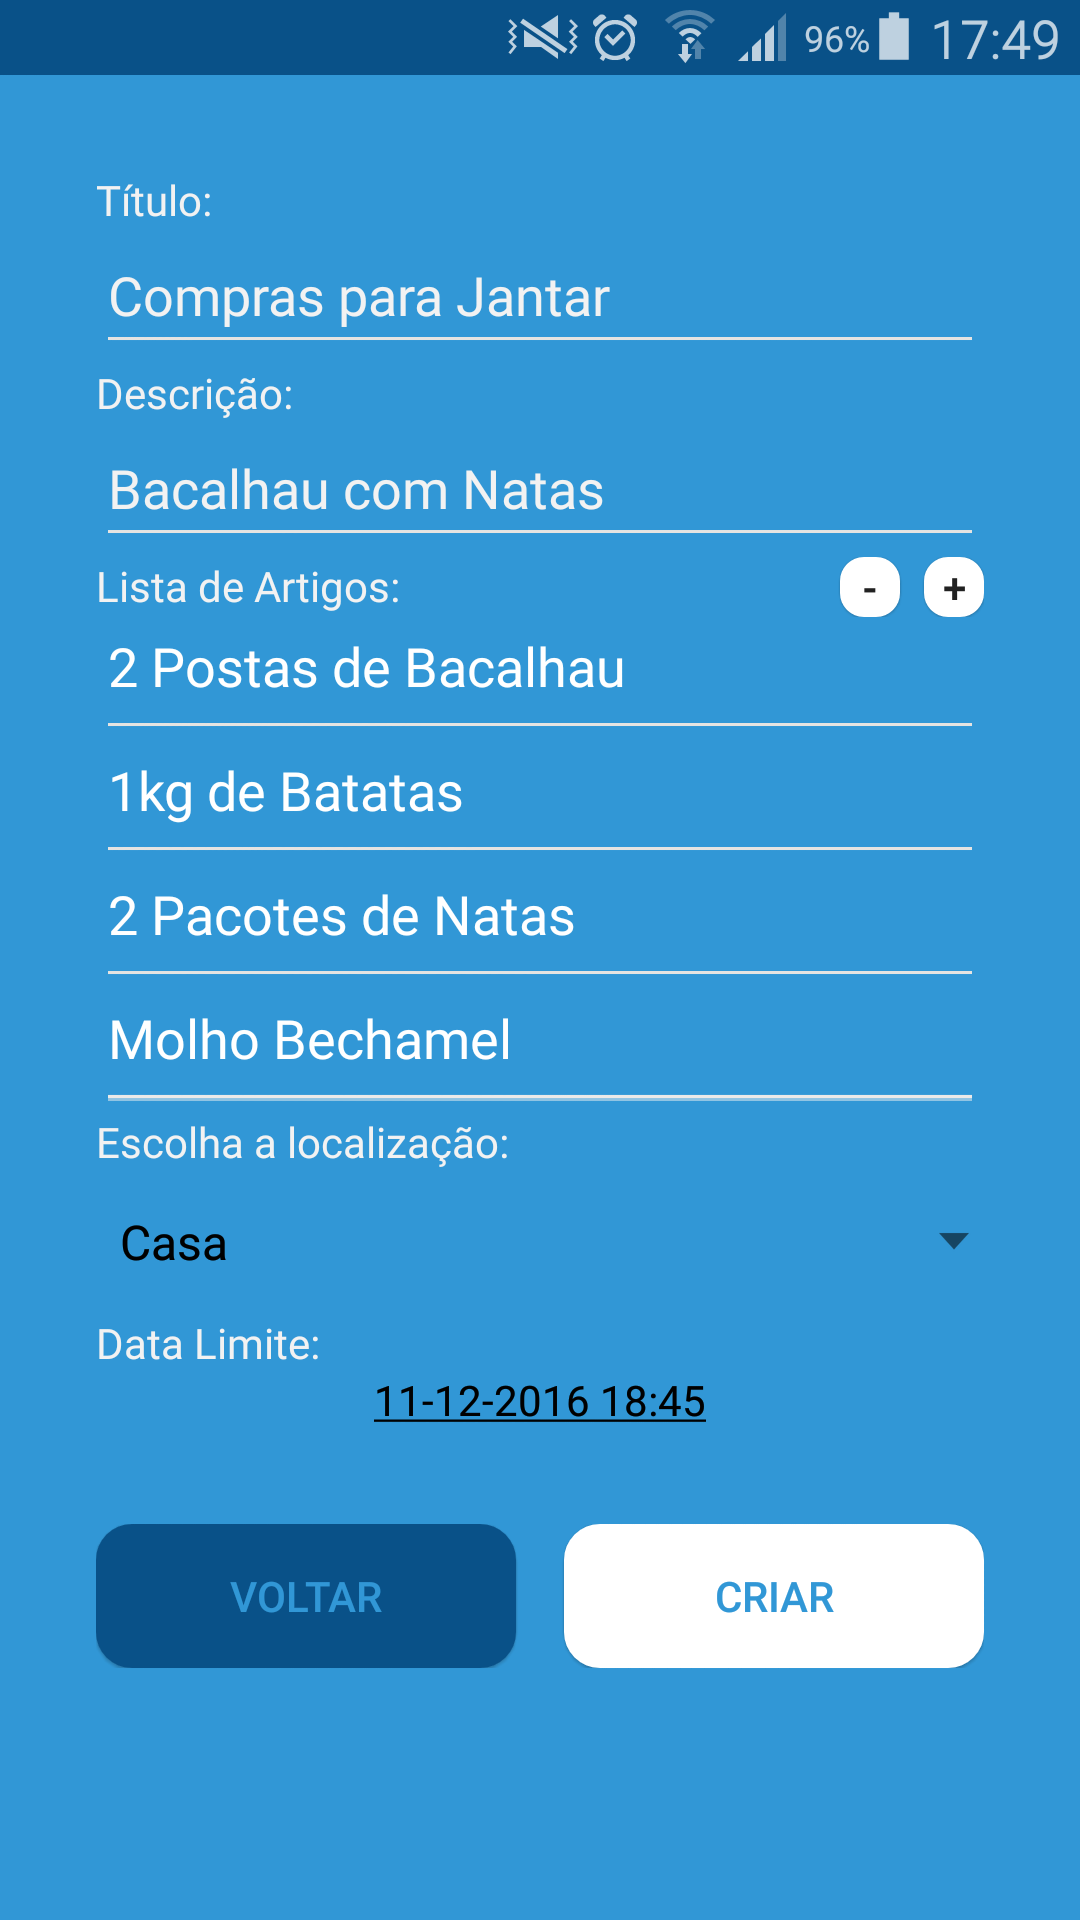 96% 17:49
Título:
Compras para Jantar
Descrição:
Bacalhau com Natas
Lista de Artigos: - +
2 Postas de Bacalhau
1kg de Batatas
2 Pacotes de Natas
Molho Bechamel
Escolha a localização:
Casa
Data Limite:
11-12-2016 18:45
VOLTAR CRIAR